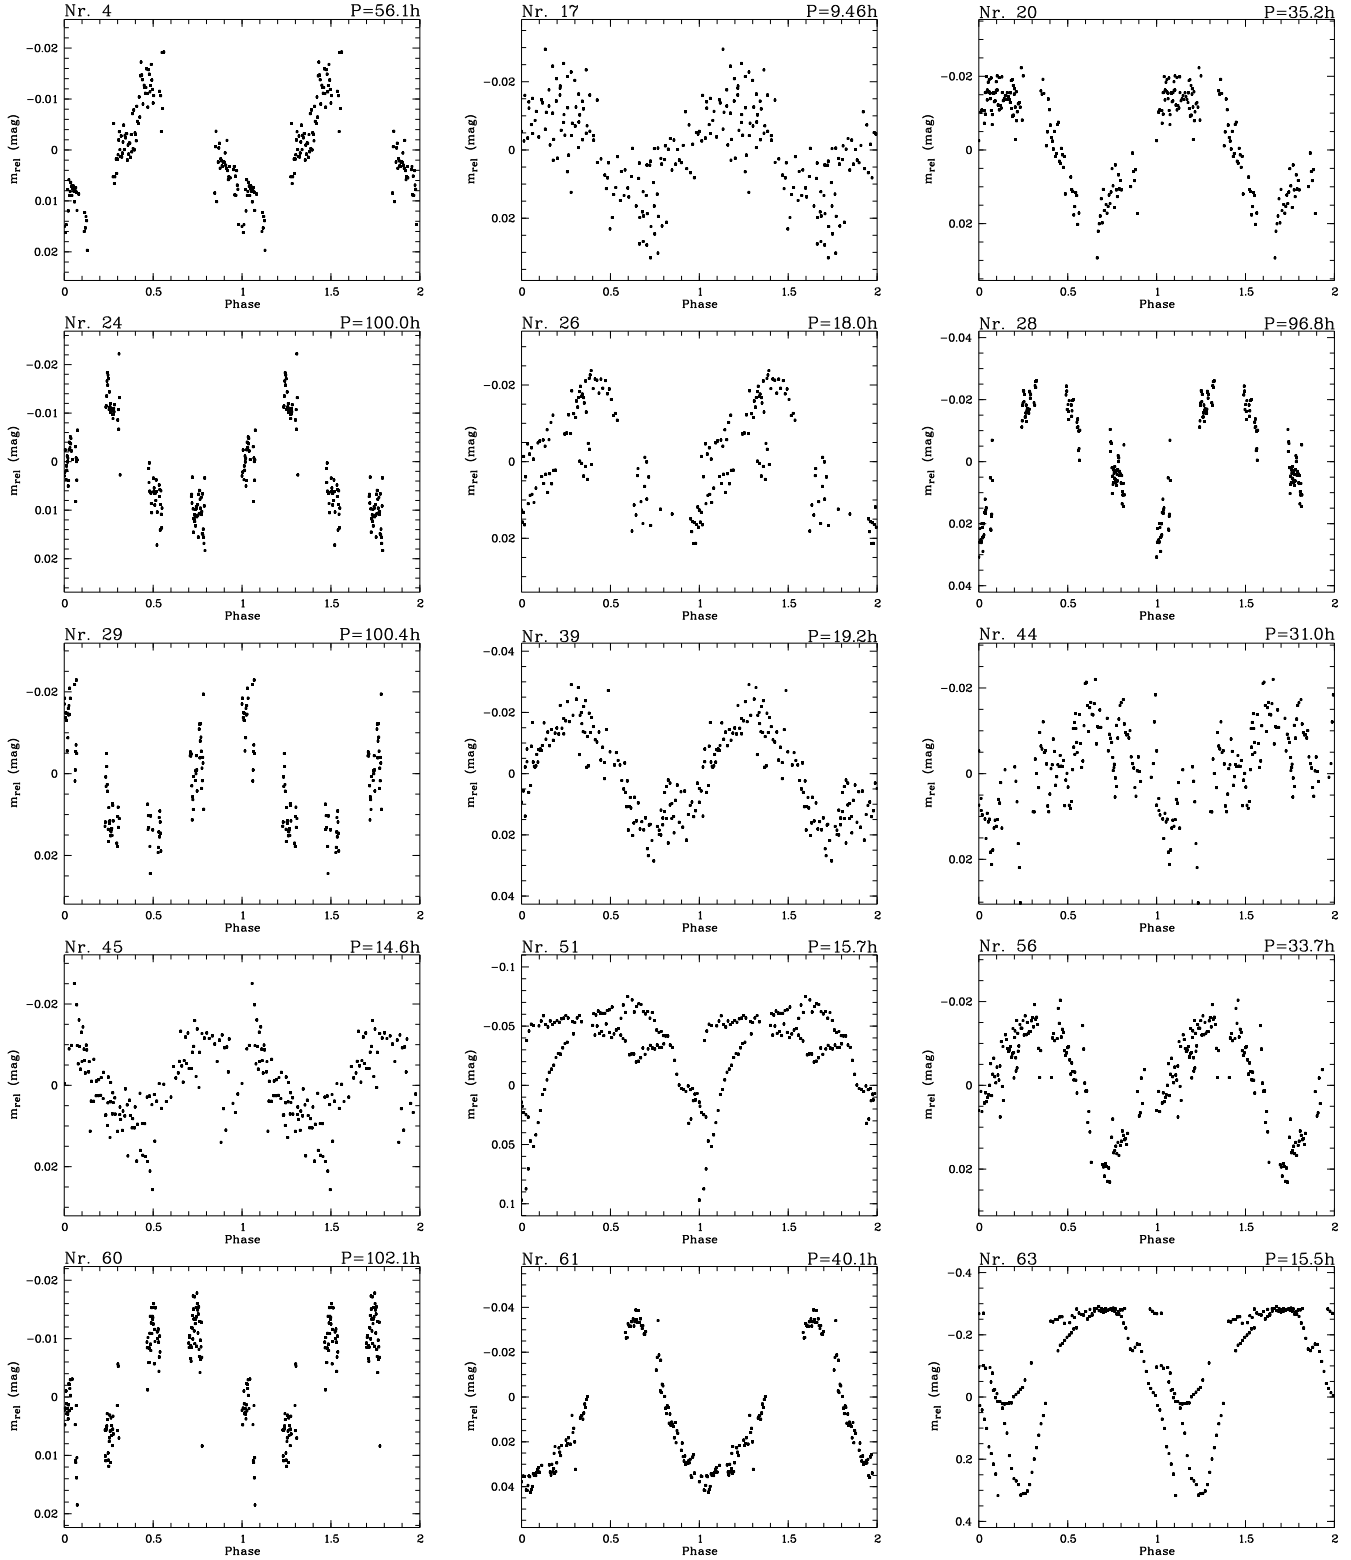 Nr. 4 P=56.1h Nr. 17 P=9.46h Nr. 20 P=35.2h
−0.02 −0.01 0 0.01 0.02
−0.02 0 0.02
−0.02 0 0.02
m_rel (mag) m_rel (mag) m_rel (mag)
0 0.5 1 1.5 2 0 0.5 1 1.5 2 0 0.5 1 1.5 2
Phase Phase Phase
Nr. 24 P=100.0h Nr. 26 P=18.0h Nr. 28 P=96.8h
−0.02 −0.01 0 0.01 0.02
−0.02 0 0.02
−0.04 −0.02 0 0.02 0.04
m_rel (mag) m_rel (mag) m_rel (mag)
0 0.5 1 1.5 2 0 0.5 1 1.5 2 0 0.5 1 1.5 2
Phase Phase Phase
Nr. 29 P=100.4h Nr. 39 P=19.2h Nr. 44 P=31.0h
−0.02 0 0.02
−0.04 −0.02 0 0.02 0.04
−0.02 0 0.02
m_rel (mag) m_rel (mag) m_rel (mag)
0 0.5 1 1.5 2 0 0.5 1 1.5 2 0 0.5 1 1.5 2
Phase Phase Phase
Nr. 45 P=14.6h Nr. 51 P=15.7h Nr. 56 P=33.7h
−0.02 0 0.02
−0.1 −0.05 0 0.05 0.1
−0.02 0 0.02
m_rel (mag) m_rel (mag) m_rel (mag)
0 0.5 1 1.5 2 0 0.5 1 1.5 2 0 0.5 1 1.5 2
Phase Phase Phase
Nr. 60 P=102.1h Nr. 61 P=40.1h Nr. 63 P=15.5h
−0.02 −0.01 0 0.01 0.02
−0.04 −0.02 0 0.02 0.04
−0.4 −0.2 0 0.2 0.4
m_rel (mag) m_rel (mag) m_rel (mag)
0 0.5 1 1.5 2 0 0.5 1 1.5 2 0 0.5 1 1.5 2
Phase Phase Phase